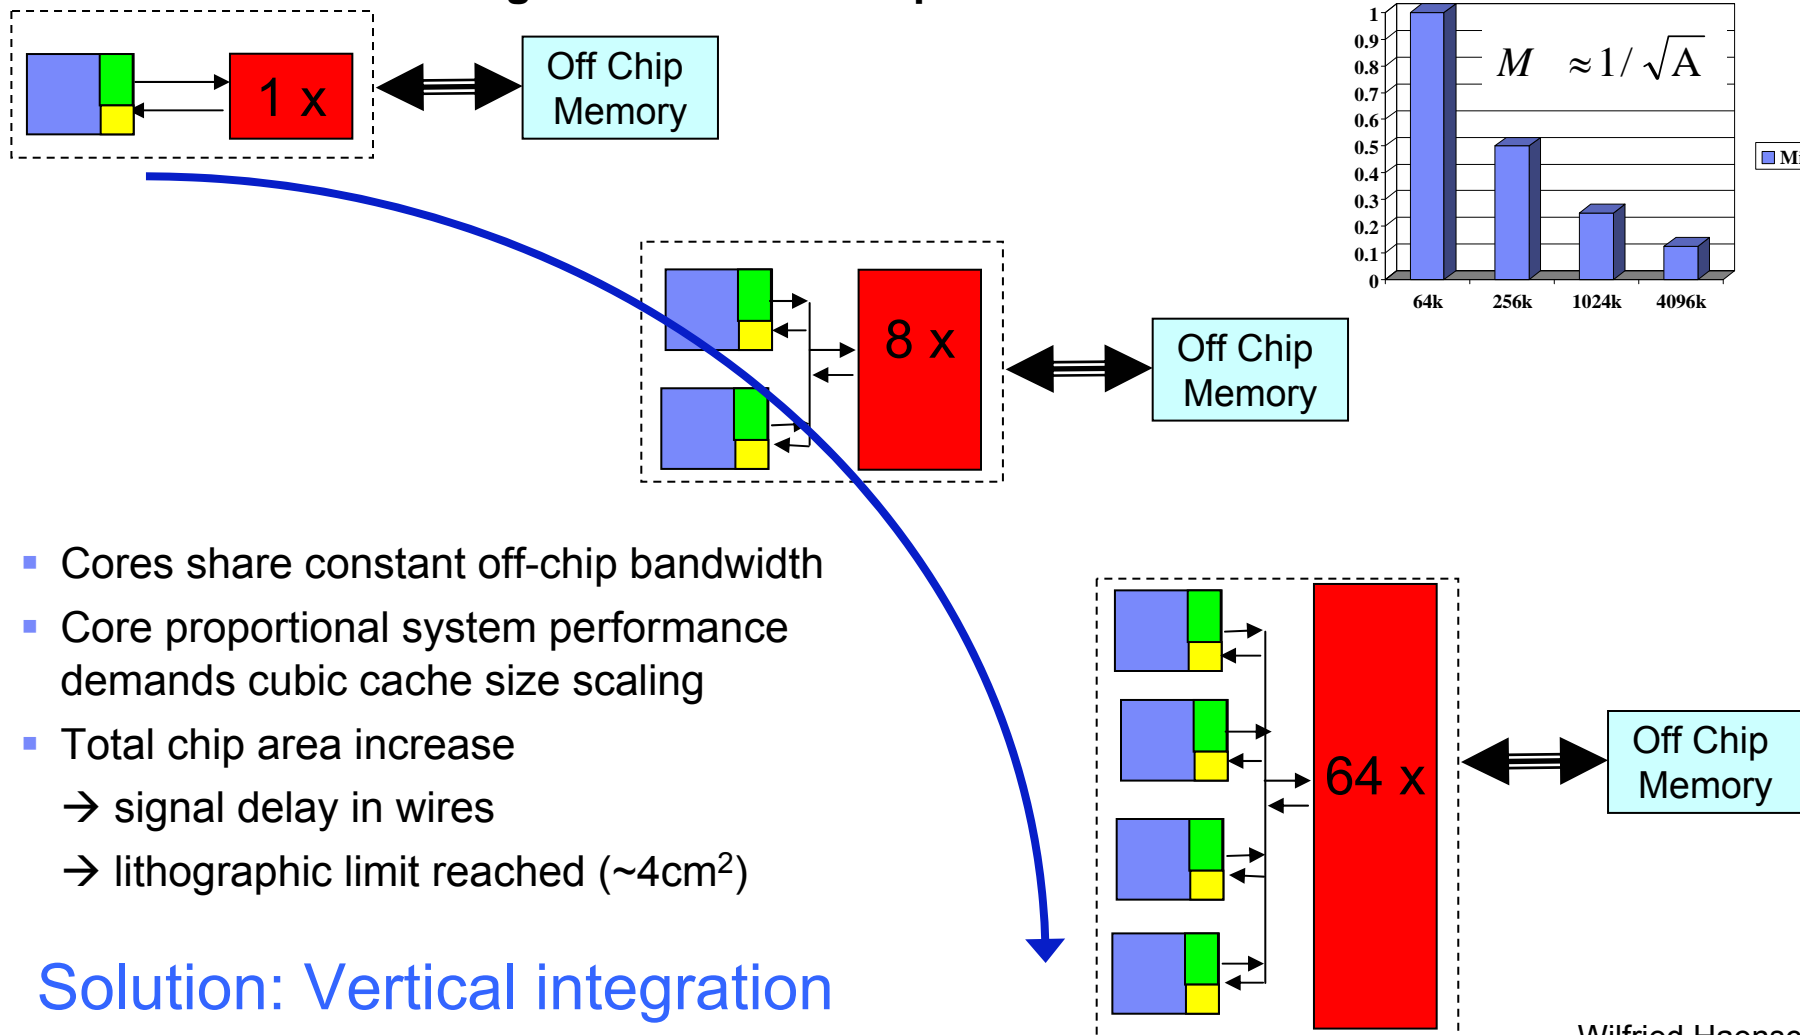 1 x
Off Chip
Memory
1
0.9
0.8
0.7
0.6
0.5
0.4
0.3
0.2
0.1
0
M ≈ 1/ √A
64k 256k 1024k 4096k
8 x
Off Chip
Memory
▪ Cores share constant off-chip bandwidth
▪ Core proportional system performance
demands cubic cache size scaling
▪ Total chip area increase
→ signal delay in wires
→ lithographic limit reached (~4cm²)
64 x
Off Chip
Memory
Solution: Vertical integration
Wilfried